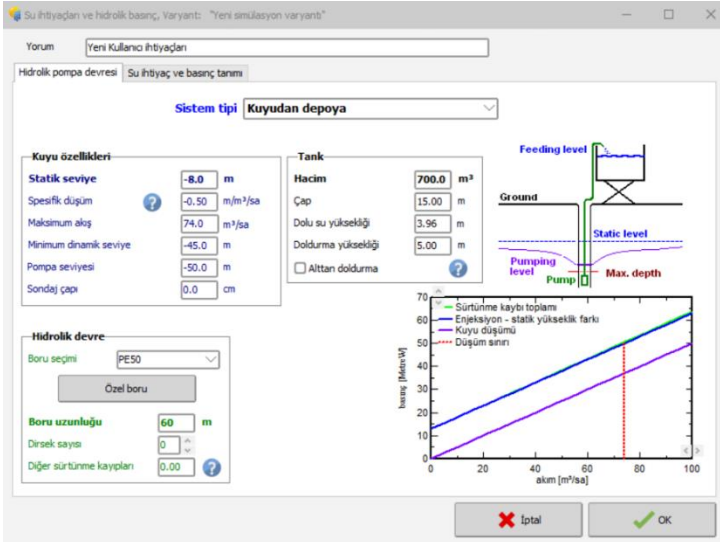 Su ihtiyaçları ve hidrolik basınç, Varyant: "Yeni simülasyon varyantı"
Yorum Yeni Kullanıcı ihtiyaçları
Hidrolik pompa devresi Su ihtiyaç ve basınç tanımı
Sistem tipi Kuyudan depoya
Kuyu özellikleri
Statik seviye -8.0 m
Spesifik düşüm -0.50 m/m³/sa
Maksimum akış 74.0 m³/sa
Minimum dinamik seviye -45.0 m
Pompa seviyesi -50.0 m
Sondaj çapı 0.0 cm
Tank
Hacim 700.0 m³
Çap 15.00 m
Dolu su yüksekliği 3.96 m
Doldurma yüksekliği 5.00 m
Alttan doldurma
Feeding level
Ground
Static level
Pumping
level
Max. depth
Pump
Hidrolik devre
Boru seçimi PE50
Özel boru
Boru uzunluğu 60 m
Dirsek sayısı 0
Diğer sürtünme kayıpları 0.00
Sürtünme kaybı toplamı
Enjeksiyon - statik yükseklik farkı
Kuyu düşümü
Düşüm sınırı
basınç [MetreW]
70
60
50
40
30
20
10
0
0 20 40 60 80 100
akım [m³/sa]
İptal OK